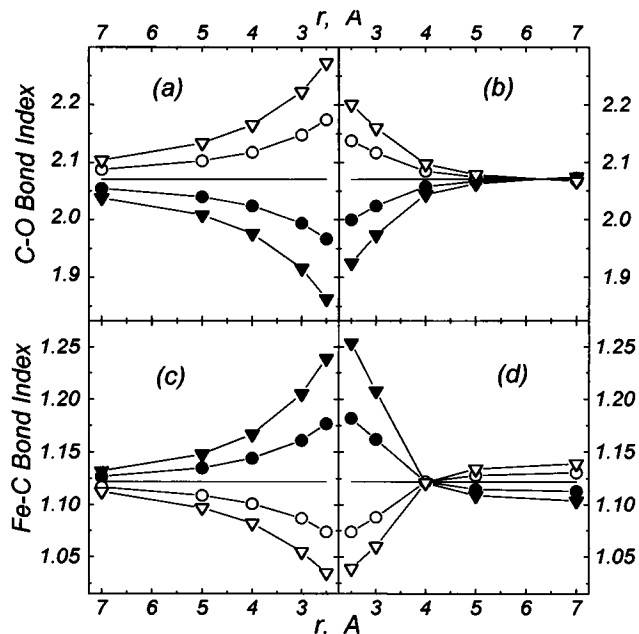 r, A
7 6 5 4 3 3 4 5 6 7
(a) (b)
C-O Bond Index
2.2 2.2
2.1 2.1
2.0 2.0
1.9 1.9
(c) (d)
Fe-C Bond Index
1.25 1.25
1.20 1.20
1.15 1.15
1.10 1.10
1.05 1.05
7 6 5 4 3 3 4 5 6 7
r, A